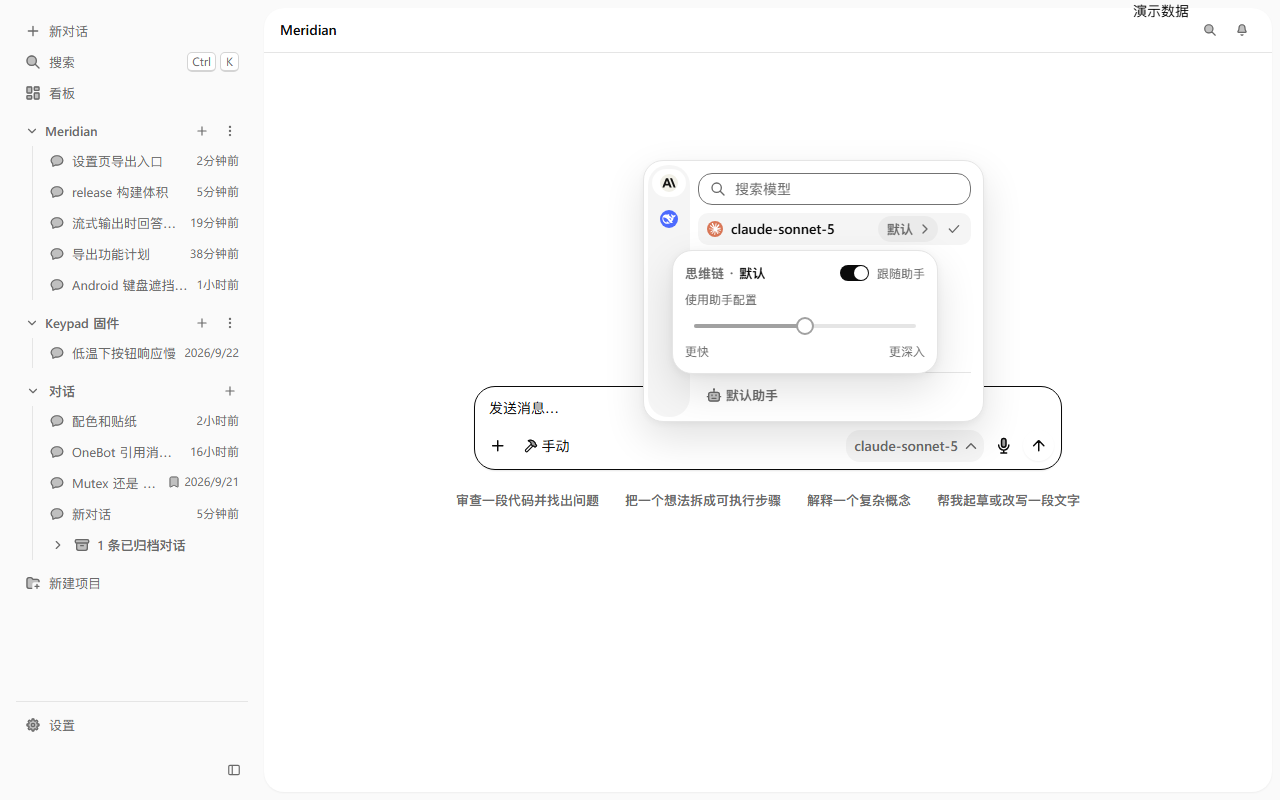 新对话
搜索 Ctrl K
看板
Meridian
设置页导出入口 2分钟前
release 构建体积 5分钟前
流式输出时回答… 19分钟前
导出功能计划 38分钟前
Android 键盘遮挡… 1小时前
Keypad 固件
低温下按钮响应慢 2026/9/22
对话
配色和贴纸 2小时前
OneBot 引用消… 16小时前
Mutex 还是 … 2026/9/21
新对话 5分钟前
1 条已归档对话
新建项目
设置
Meridian
演示数据
搜索模型
claude-sonnet-5 默认
思维链 · 默认 跟随助手
使用助手配置
更快 更深入
默认助手
发送消息…
手动 claude-sonnet-5
审查一段代码并找出问题 把一个想法拆成可执行步骤 解释一个复杂概念 帮我起草或改写一段文字